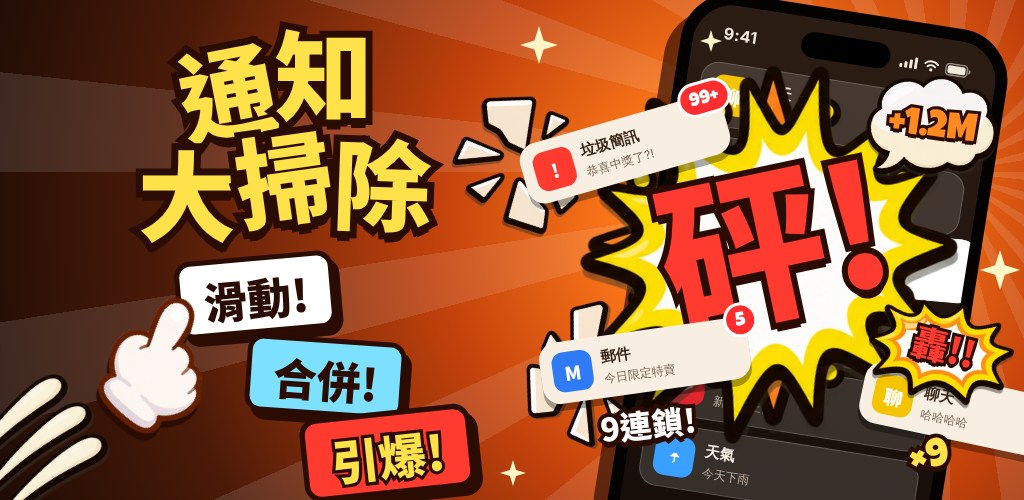 通知
大掃除
滑動!
合併!
引爆!
9:41
99+
!
垃圾簡訊
恭喜中獎了?!
+1.2M
砰!
5
M
郵件
今日限定特賣
轟!!
聊
聊天
哈哈哈哈
9連鎖!
+9
天氣
今天下雨